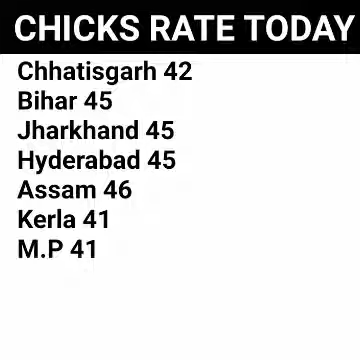 CHICKS RATE TODAY
Chhatisgarh 42
Bihar 45
Jharkhand 45
Hyderabad 45
Assam 46
Kerla 41
M.P 41